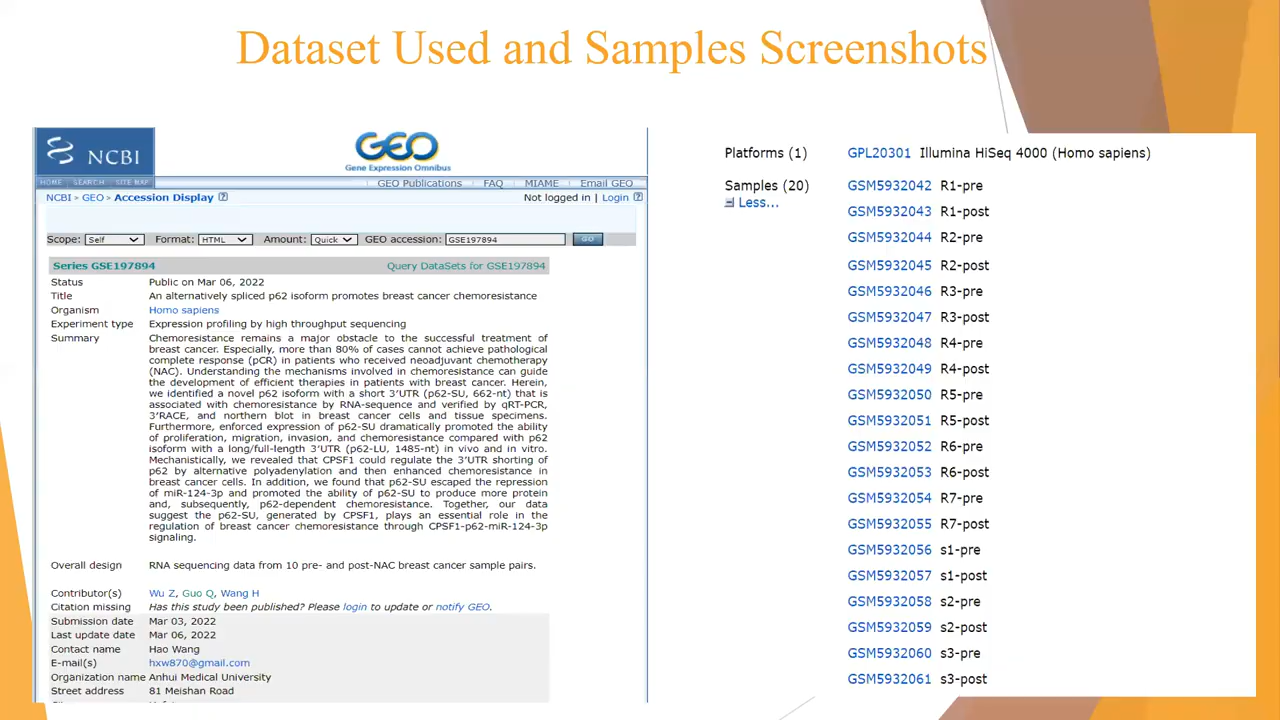 Dataset Used and Samples Screenshots
NCBI
GEO
Gene Expression Omnibus
HOME SEARCH SITE MAP
GEO Publications FAQ MIAME Email GEO
NCBI > GEO > Accession Display ?
Not logged in | Login ?
Scope: Self Format: HTML Amount: Quick GEO accession: GSE197894 GO
Series GSE197894 Query DataSets for GSE197894
Status Public on Mar 06, 2022
Title An alternatively spliced p62 isoform promotes breast cancer chemoresistance
Organism Homo sapiens
Experiment type Expression profiling by high throughput sequencing
Summary Chemoresistance remains a major obstacle to the successful treatment of
breast cancer. Especially, more than 80% of cases cannot achieve pathological
complete response (pCR) in patients who received neoadjuvant chemotherapy
(NAC). Understanding the mechanisms involved in chemoresistance can guide
the development of efficient therapies in patients with breast cancer. Herein,
we identified a novel p62 isoform with a short 3'UTR (p62-SU, 662-nt) that is
associated with chemoresistance by RNA-sequence and verified by qRT-PCR,
3'RACE, and northern blot in breast cancer cells and tissue specimens.
Furthermore, enforced expression of p62-SU dramatically promoted the ability
of proliferation, migration, invasion, and chemoresistance compared with p62
isoform with a long/full-length 3'UTR (p62-LU, 1485-nt) in vivo and in vitro.
Mechanistically, we revealed that CPSF1 could regulate the 3'UTR shorting of
p62 by alternative polyadenylation and then enhanced chemoresistance in
breast cancer cells. In addition, we found that p62-SU escaped the repression
of miR-124-3p and promoted the ability of p62-SU to produce more protein
and, subsequently, p62-dependent chemoresistance. Together, our data
suggest the p62-SU, generated by CPSF1, plays an essential role in the
regulation of breast cancer chemoresistance through CPSF1-p62-miR-124-3p
signaling.
Overall design RNA sequencing data from 10 pre- and post-NAC breast cancer sample pairs.
Contributor(s) Wu Z, Guo Q, Wang H
Citation missing Has this study been published? Please login to update or notify GEO.
Submission date Mar 03, 2022
Last update date Mar 06, 2022
Contact name Hao Wang
E-mail(s) hxw870@gmail.com
Organization name Anhui Medical University
Street address 81 Meishan Road
Platforms (1) GPL20301 Illumina HiSeq 4000 (Homo sapiens)
Samples (20) GSM5932042 R1-pre
Less... GSM5932043 R1-post
GSM5932044 R2-pre
GSM5932045 R2-post
GSM5932046 R3-pre
GSM5932047 R3-post
GSM5932048 R4-pre
GSM5932049 R4-post
GSM5932050 R5-pre
GSM5932051 R5-post
GSM5932052 R6-pre
GSM5932053 R6-post
GSM5932054 R7-pre
GSM5932055 R7-post
GSM5932056 s1-pre
GSM5932057 s1-post
GSM5932058 s2-pre
GSM5932059 s2-post
GSM5932060 s3-pre
GSM5932061 s3-post